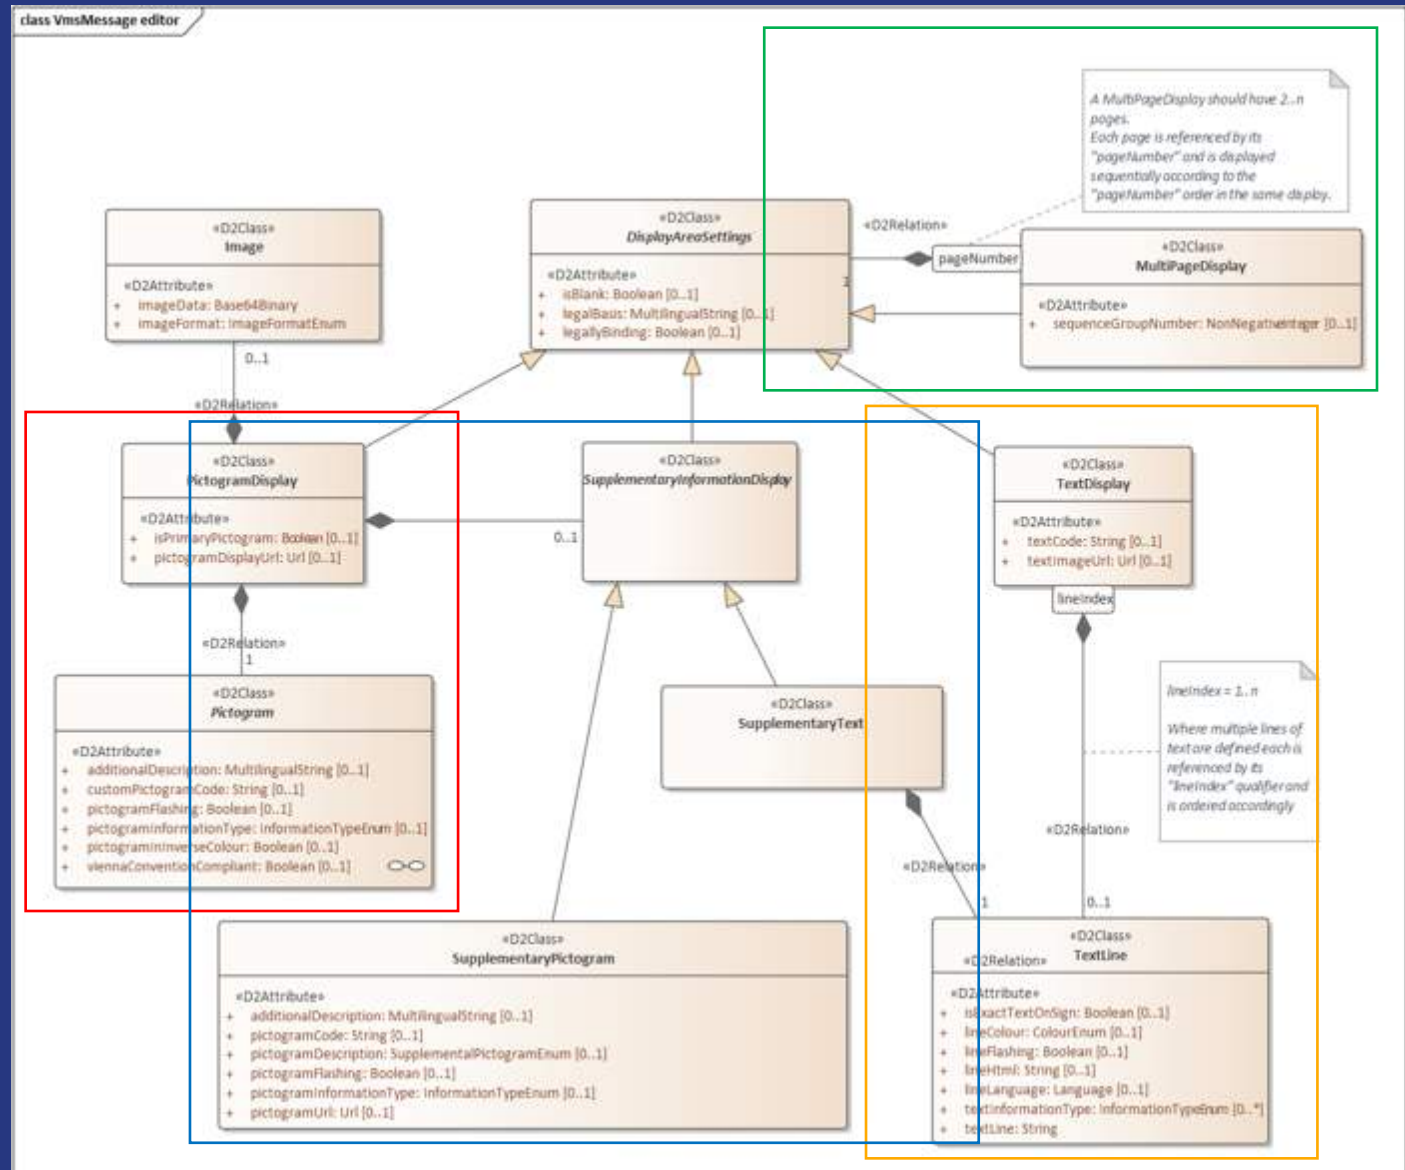 class VmsMessage editor
A MultiPageDisplay should have 2..n
pages.
Each page is referenced by its
"pageNumber" and is displayed
sequentially according to the
"pageNumber" order in the same display.
«D2Class»
Image
«D2Attribute»
+ imageData: Base64Binary
+ imageFormat: ImageFormatEnum
0..1
«D2Relation»
«D2Class»
DisplayAreaSettings
«D2Attribute»
+ isBlank: Boolean [0..1]
+ legalBasis: MultilingualString [0..1]
+ legallyBinding: Boolean [0..1]
«D2Relation»
pageNumber
1
«D2Class»
MultiPageDisplay
«D2Attribute»
+ sequenceGroupNumber: NonNegativeInteger [0..1]
«D2Class»
PictogramDisplay
«D2Attribute»
+ isPrimaryPictogram: Boolean [0..1]
+ pictogramDisplayUrl: Url [0..1]
0..1
«D2Class»
SupplementaryInformationDisplay
«D2Class»
TextDisplay
«D2Attribute»
+ textCode: String [0..1]
+ textImageUrl: Url [0..1]
lineIndex
«D2Relation»
1
«D2Class»
Pictogram
«D2Attribute»
+ additionalDescription: MultilingualString [0..1]
+ customPictogramCode: String [0..1]
+ pictogramFlashing: Boolean [0..1]
+ pictogramInformationType: InformationTypeEnum [0..1]
+ pictogramInInverseColour: Boolean [0..1]
+ viennaConventionCompliant: Boolean [0..1]
«D2Class»
SupplementaryText
lineIndex = 1..n
Where multiple lines of
text are defined each is
referenced by its
"lineIndex" qualifier and
is ordered accordingly
«D2Relation»
«D2Relation»
1
0..1
«D2Class»
SupplementaryPictogram
«D2Attribute»
+ additionalDescription: MultilingualString [0..1]
+ pictogramCode: String [0..1]
+ pictogramDescription: SupplementalPictogramEnum [0..1]
+ pictogramFlashing: Boolean [0..1]
+ pictogramInformationType: InformationTypeEnum [0..1]
+ pictogramUrl: Url [0..1]
«D2Class»
TextLine
«D2Relation»
«D2Attribute»
+ isExactTextOnSign: Boolean [0..1]
+ lineColour: ColourEnum [0..1]
+ lineFlashing: Boolean [0..1]
+ lineHtml: String [0..1]
+ lineLanguage: Language [0..1]
+ textInformationType: InformationTypeEnum [0..*]
+ textLine: String